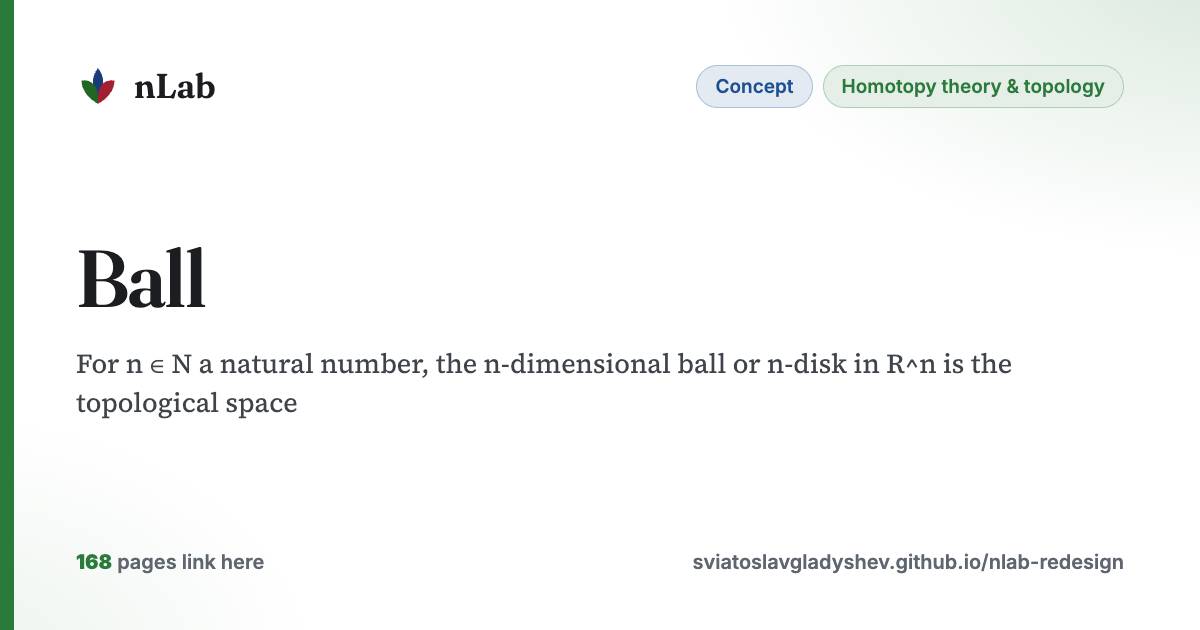 nLab
Concept
Homotopy theory & topology
Ball
For n ∈ N a natural number, the n-dimensional ball or n-disk in R^n is the
topological space
168 pages link here
sviatoslavgladyshev.github.io/nlab-redesign